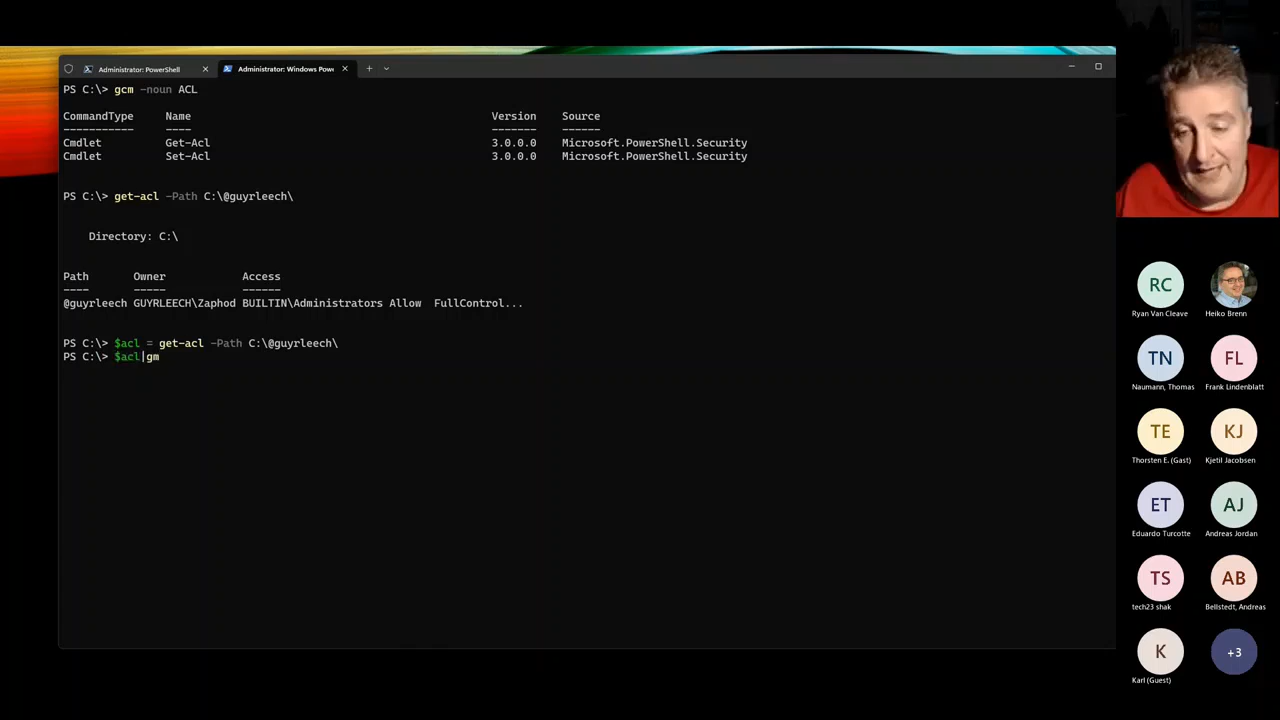 Administrator: PowerShell
Administrator: Windows Powe
PS C:\> gcm -noun ACL
CommandType Name Version Source
----------- ---- ------- ------
Cmdlet Get-Acl 3.0.0.0 Microsoft.PowerShell.Security
Cmdlet Set-Acl 3.0.0.0 Microsoft.PowerShell.Security
PS C:\> get-acl -Path C:\@guyrleech\
Directory: C:\
Path Owner Access
---- ----- ------
@guyrleech GUYRLEECH\Zaphod BUILTIN\Administrators Allow FullControl...
PS C:\> $acl = get-acl -Path C:\@guyrleech\
PS C:\> $acl|gm
RC
Ryan Van Cleave
Heiko Brenn
TN
Naumann, Thomas
FL
Frank Lindenblatt
TE
Thorsten E. (Gast)
KJ
Kjetil Jacobsen
ET
Eduardo Turcotte
AJ
Andreas Jordan
TS
tech23 shak
AB
Bellstedt, Andreas
K
Karl (Guest)
+3